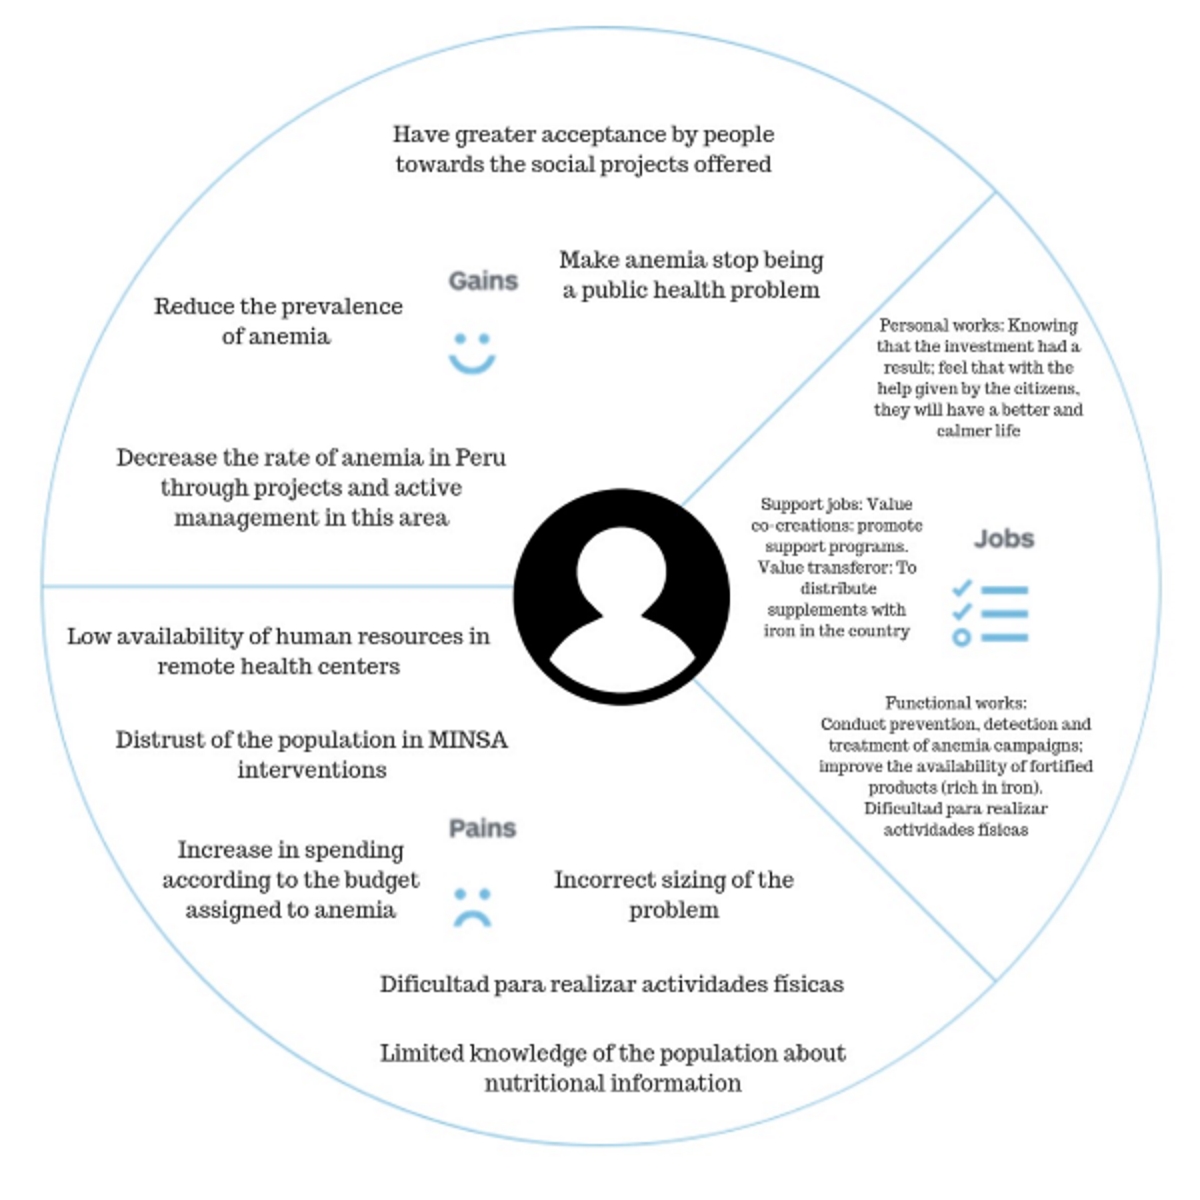 Have greater acceptance by people
towards the social projects offered
Make anemia stop being
a public health problem
Gains
Reduce the prevalence
of anemia
Decrease the rate of anemia in Peru
through projects and active
management in this area
Personal works: Knowing
that the investment had a
result; feel that with the
help given by the citizens,
they will have a better and
calmer life
Support jobs: Value
co-creations: promote
support programs.
Value transferor: To
distribute
supplements with
iron in the country
Jobs
Functional works:
Conduct prevention, detection and
treatment of anemia campaigns;
improve the availability of fortified
products (rich in iron).
Dificultad para realizar
actividades físicas
Low availability of human resources in
remote health centers
Distrust of the population in MINSA
interventions
Pains
Increase in spending
according to the budget
assigned to anemia
Incorrect sizing of the
problem
Dificultad para realizar actividades físicas
Limited knowledge of the population about
nutritional information